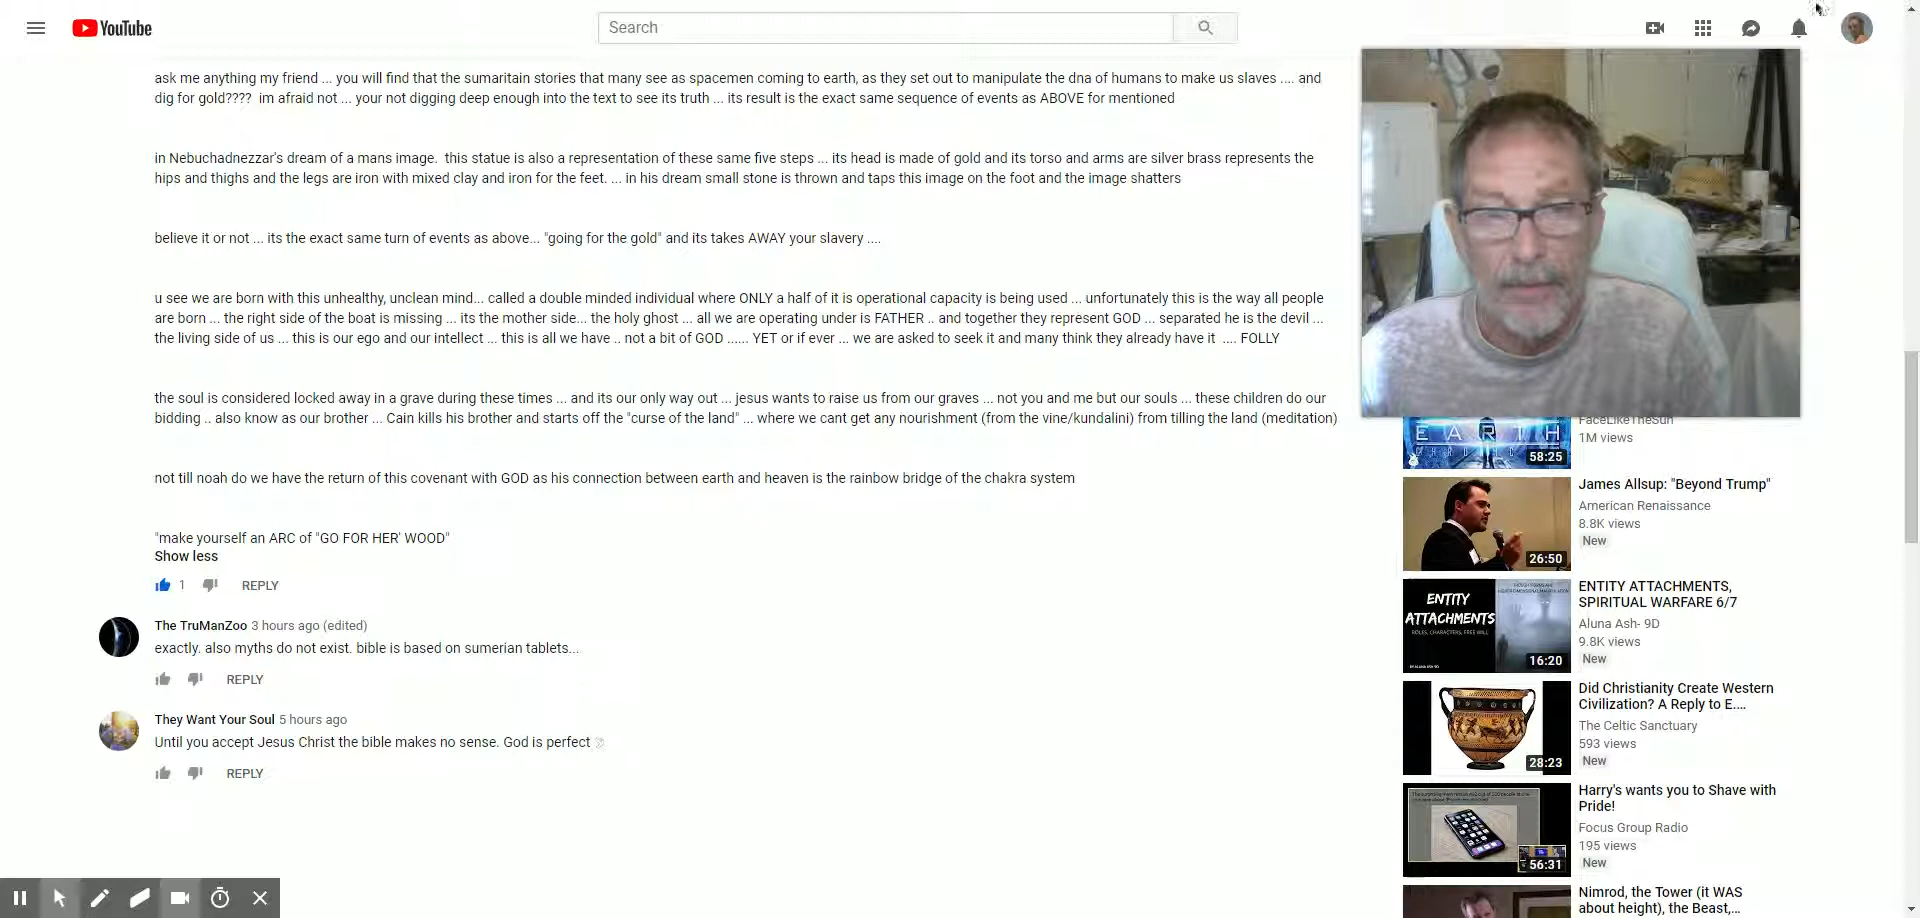 YouTube
Search
ask me anything my friend ... you will find that the sumaritain stories that many see as spacemen coming to earth, as they set out to manipulate the dna of humans to make us slaves .... and
dig for gold????  im afraid not ... your not digging deep enough into the text to see its truth ... its result is the exact same sequence of events as ABOVE for mentioned
in Nebuchadnezzar's dream of a mans image.  this statue is also a representation of these same five steps ... its head is made of gold and its torso and arms are silver brass represents the
hips and thighs and the legs are iron with mixed clay and iron for the feet. ... in his dream small stone is thrown and taps this image on the foot and the image shatters
believe it or not ... its the exact same turn of events as above... "going for the gold" and its takes AWAY your slavery ....
u see we are born with this unhealthy, unclean mind... called a double minded individual where ONLY a half of it is operational capacity is being used ... unfortunately this is the way all people
are born ... the right side of the boat is missing ... its the mother side... the holy ghost ... all we are operating under is FATHER .. and together they represent GOD ... separated he is the devil ...
the living side of us ... this is our ego and our intellect ... this is all we have .. not a bit of GOD ...... YET or if ever ... we are asked to seek it and many think they already have it  .... FOLLY
the soul is considered locked away in a grave during these times ... and its our only way out ... jesus wants to raise us from our graves ... not you and me but our souls ... these children do our
bidding .. also know as our brother ... Cain kills his brother and starts off the "curse of the land" ... where we cant get any nourishment (from the vine/kundalini) from tilling the land (meditation)
not till noah do we have the return of this covenant with GOD as his connection between earth and heaven is the rainbow bridge of the chakra system
"make yourself an ARC of "GO FOR HER' WOOD"
Show less
1 REPLY
The TruManZoo 3 hours ago (edited)
exactly. also myths do not exist. bible is based on sumerian tablets...
REPLY
They Want Your Soul 5 hours ago
Until you accept Jesus Christ the bible makes no sense. God is perfect
REPLY
EARTH
58:25
FaceLikeTheSun
1M views
26:50
James Allsup: "Beyond Trump"
American Renaissance
8.8K views
New
ENTITY
ATTACHMENTS
ROLES, CHARACTERS, FREE WILL
16:20
ENTITY ATTACHMENTS,
SPIRITUAL WARFARE 6/7
Aluna Ash- 9D
9.8K views
New
28:23
Did Christianity Create Western
Civilization? A Reply to E....
The Celtic Sanctuary
593 views
New
56:31
Harry's wants you to Shave with
Pride!
Focus Group Radio
195 views
New
Nimrod, the Tower (it WAS
about height), the Beast,...